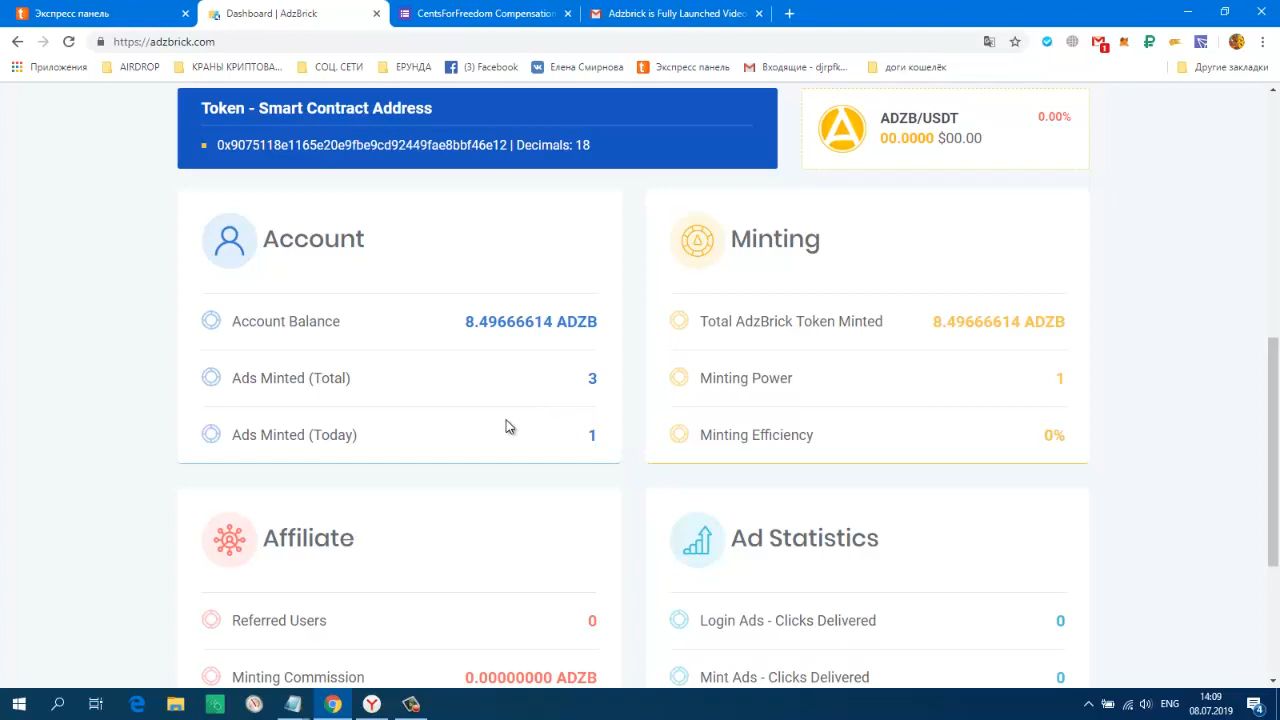 Экспресс панель
Dashboard | AdzBrick
CentsForFreedom Compensation
Adzbrick is Fully Launched Video
https://adzbrick.com
1
Приложения
AIRDROP
КРАНЫ КРИПТОВА...
СОЦ. СЕТИ
ЕРУНДА
(3) Facebook
Елена Смирнова
Экспресс панель
Входящие - djrpfk...
доги кошелёк
Другие закладки
Token - Smart Contract Address
0x9075118e1165e20e9fbe9cd92449fae8bbf46e12 | Decimals: 18
ADZB/USDT
0.00%
00.0000 $00.00
Account
Account Balance
8.49666614 ADZB
Ads Minted (Total)
3
Ads Minted (Today)
1
Minting
Total AdzBrick Token Minted
8.49666614 ADZB
Minting Power
1
Minting Efficiency
0%
Affiliate
Referred Users
0
Minting Commission
0.00000000 ADZB
Ad Statistics
Login Ads - Clicks Delivered
0
Mint Ads - Clicks Delivered
0
ENG
14:09
08.07.2019
4